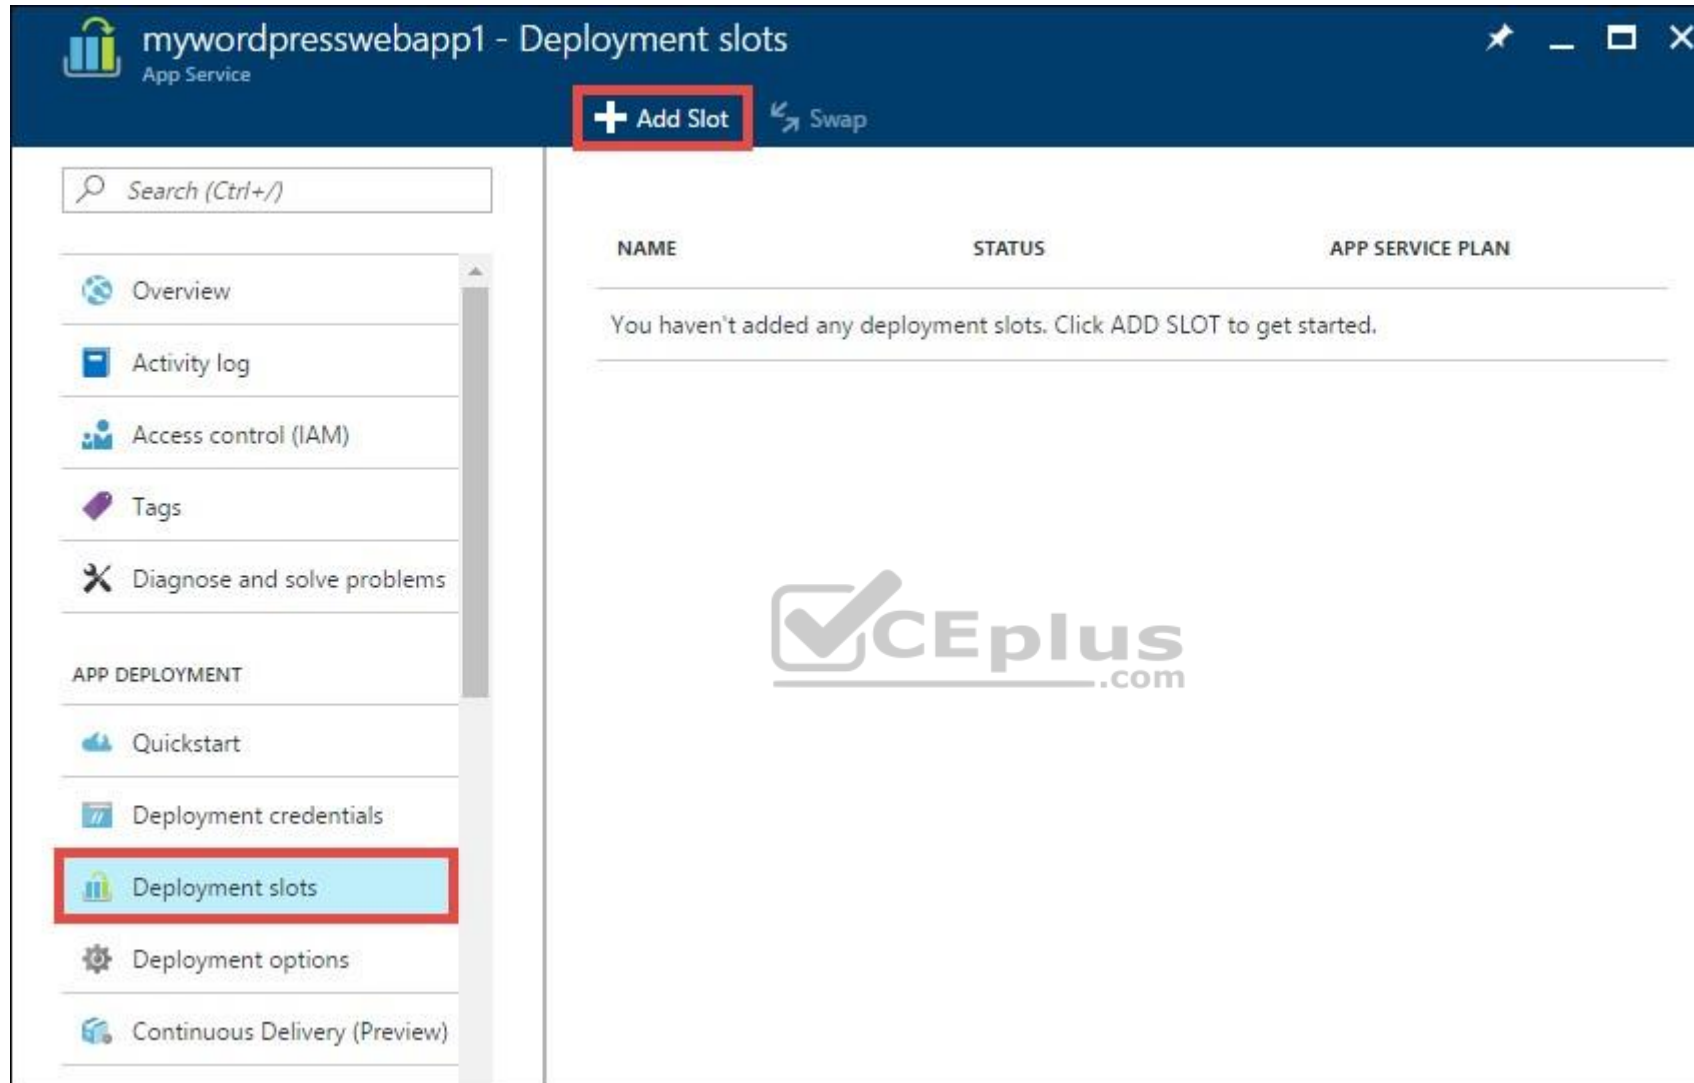 mywordpresswebapp1 - Deployment slots
App Service
Add Slot
Swap
Search (Ctrl+/)
Overview
Activity log
Access control (IAM)
Tags
Diagnose and solve problems
APP DEPLOYMENT
Quickstart
Deployment credentials
Deployment slots
Deployment options
Continuous Delivery (Preview)
NAME STATUS APP SERVICE PLAN
You haven't added any deployment slots. Click ADD SLOT to get started.
CEplus
.com